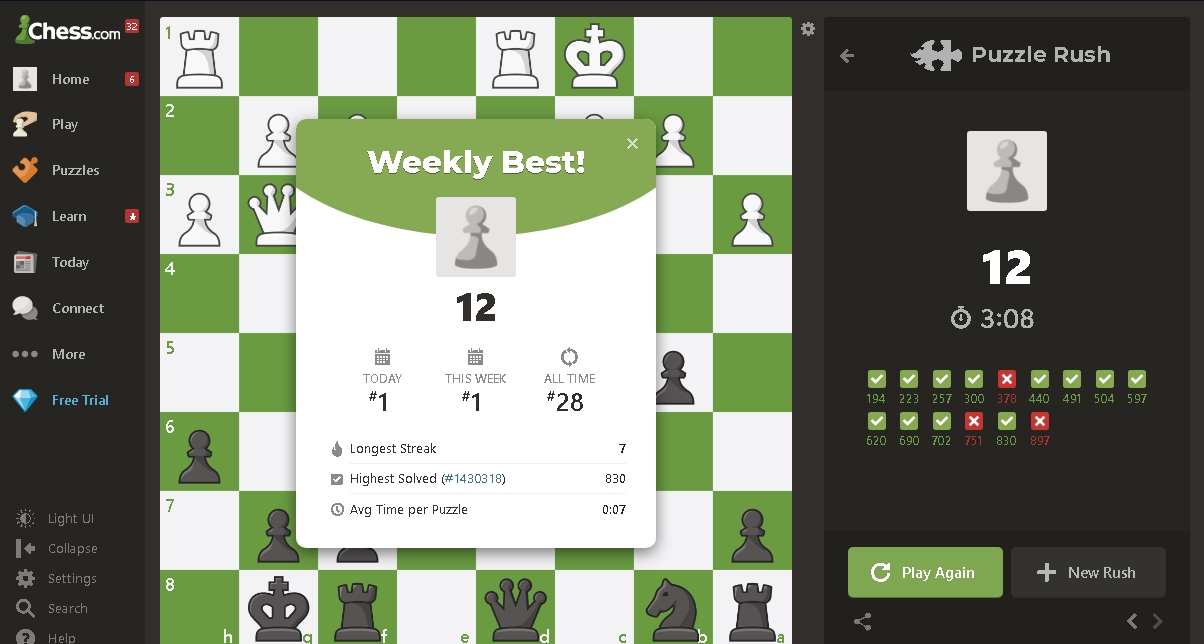 Chess.com 32
Home 6
Play
Puzzles
Learn
Today
Connect
More
Free Trial
Light UI
Collapse
Settings
Search
Help
1
2
3
4
5
6
7
8
h g f e d c b a
Weekly Best!
12
TODAY THIS WEEK ALL TIME
#1 #1 #28
Longest Streak 7
Highest Solved (#1430318) 830
Avg Time per Puzzle 0:07
Puzzle Rush
12
3:08
194 223 257 300 378 440 491 504 597
620 690 702 751 830 897
Play Again New Rush